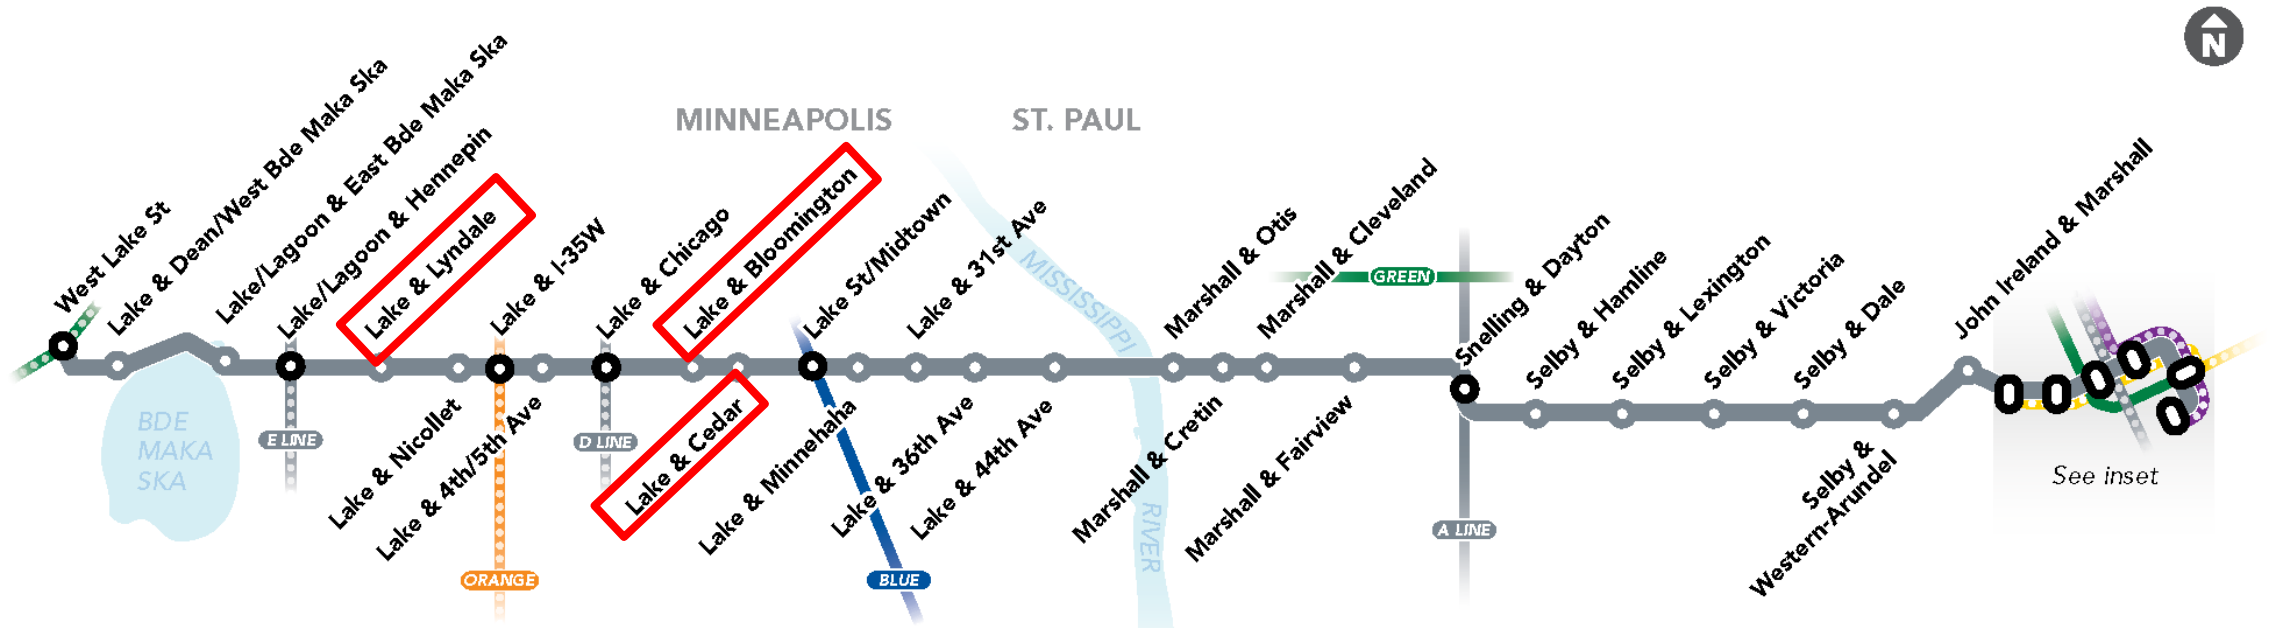 N
MINNEAPOLIS
ST. PAUL
West Lake St
Lake & Dean/West Bde Maka Ska
Lake/Lagoon & East Bde Maka Ska
Lake/Lagoon & Hennepin
Lake & Lyndale
Lake & Nicollet
Lake & I-35W
Lake & 4th/5th Ave
Lake & Chicago
Lake & Bloomington
Lake & Cedar
Lake St/Midtown
Lake & Minnehaha
Lake & 31st Ave
Lake & 36th Ave
Lake & 44th Ave
MISSISSIPPI
RIVER
Marshall & Otis
Marshall & Cretin
Marshall & Cleveland
Marshall & Fairview
GREEN
Snelling & Dayton
Selby & Hamline
Selby & Lexington
Selby & Victoria
Selby & Dale
Selby &
Western-Arundel
John Ireland & Marshall
See inset
BDE
MAKA
SKA
E LINE
D LINE
A LINE
ORANGE
BLUE